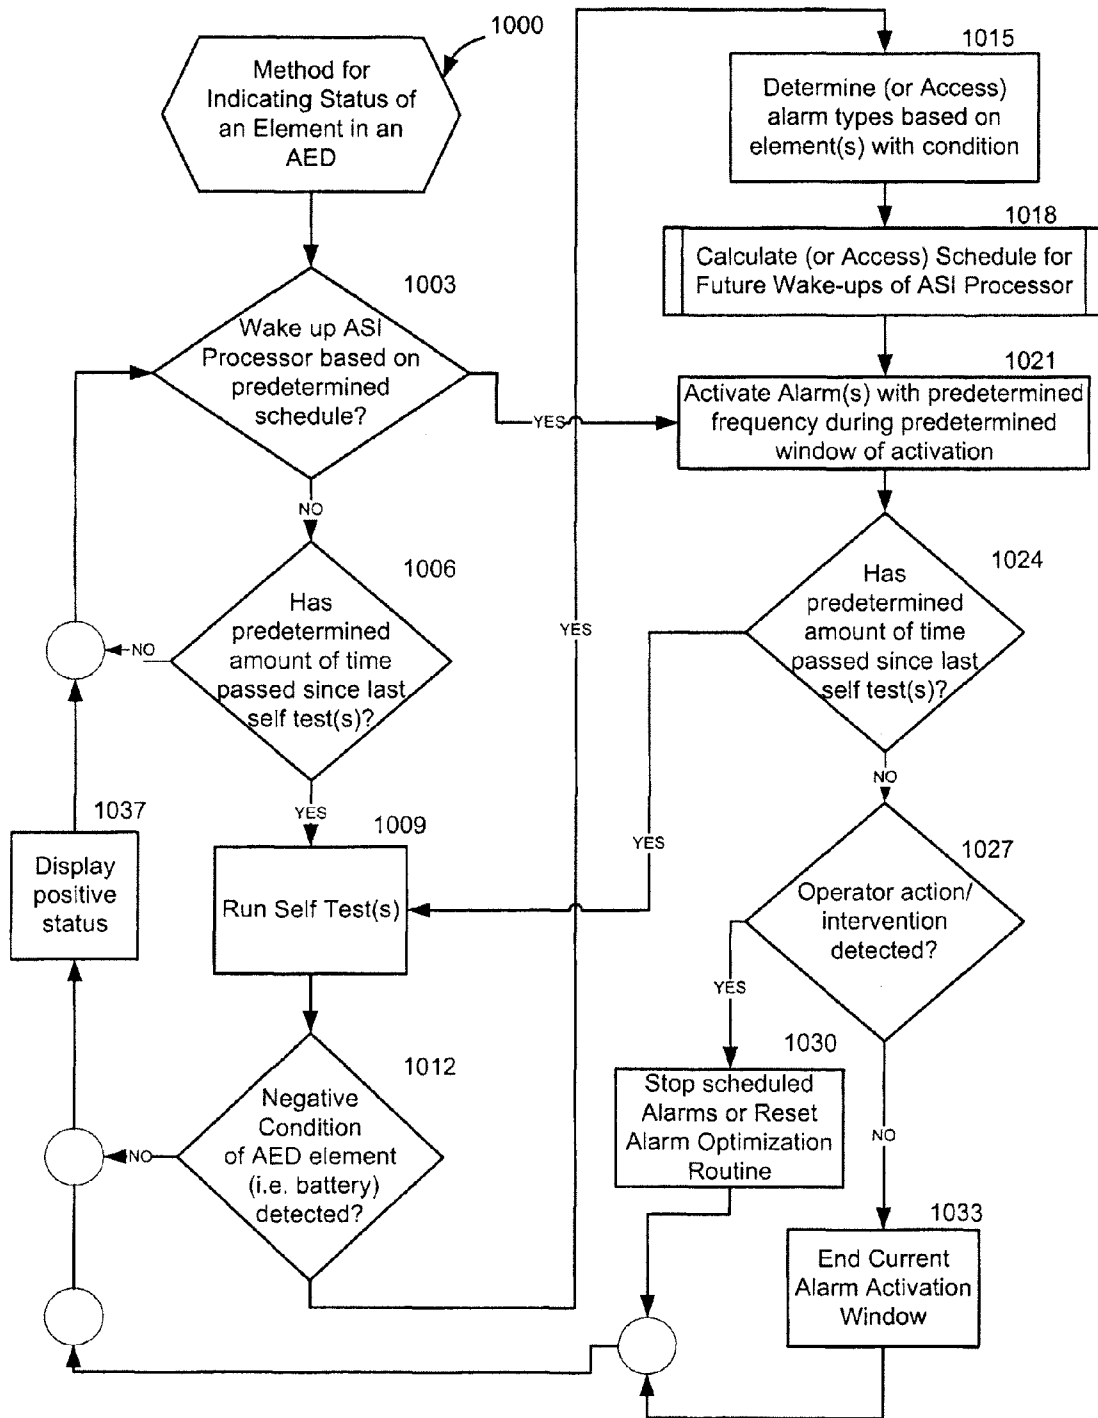 1000
Method for
Indicating Status of
an Element in an
AED
1003
Wake up ASI
Processor based on
predetermined
schedule?
YES
NO
1006
Has
predetermined
amount of time
passed since last
self test(s)?
NO
YES
1009
Run Self Test(s)
1012
Negative
Condition
of AED element
(i.e. battery)
detected?
NO
YES
1037
Display
positive
status
1015
Determine (or Access)
alarm types based on
element(s) with condition
1018
Calculate (or Access) Schedule for
Future Wake-ups of ASI Processor
1021
Activate Alarm(s) with predetermined
frequency during predetermined
window of activation
1024
Has
predetermined
amount of time
passed since last
self test(s)?
YES
NO
1027
Operator action/
intervention
detected?
YES
NO
1030
Stop scheduled
Alarms or Reset
Alarm Optimization
Routine
1033
End Current
Alarm Activation
Window